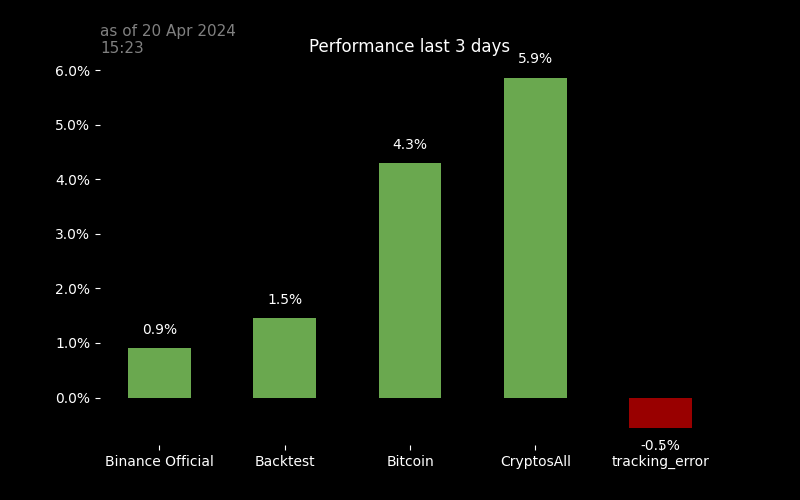 as of 20 Apr 2024
15:23
Performance last 3 days
6.0%
5.0%
4.0%
3.0%
2.0%
1.0%
0.0%
0.9%
1.5%
4.3%
5.9%
-0.5%
Binance Official
Backtest
Bitcoin
CryptosAll
tracking_error